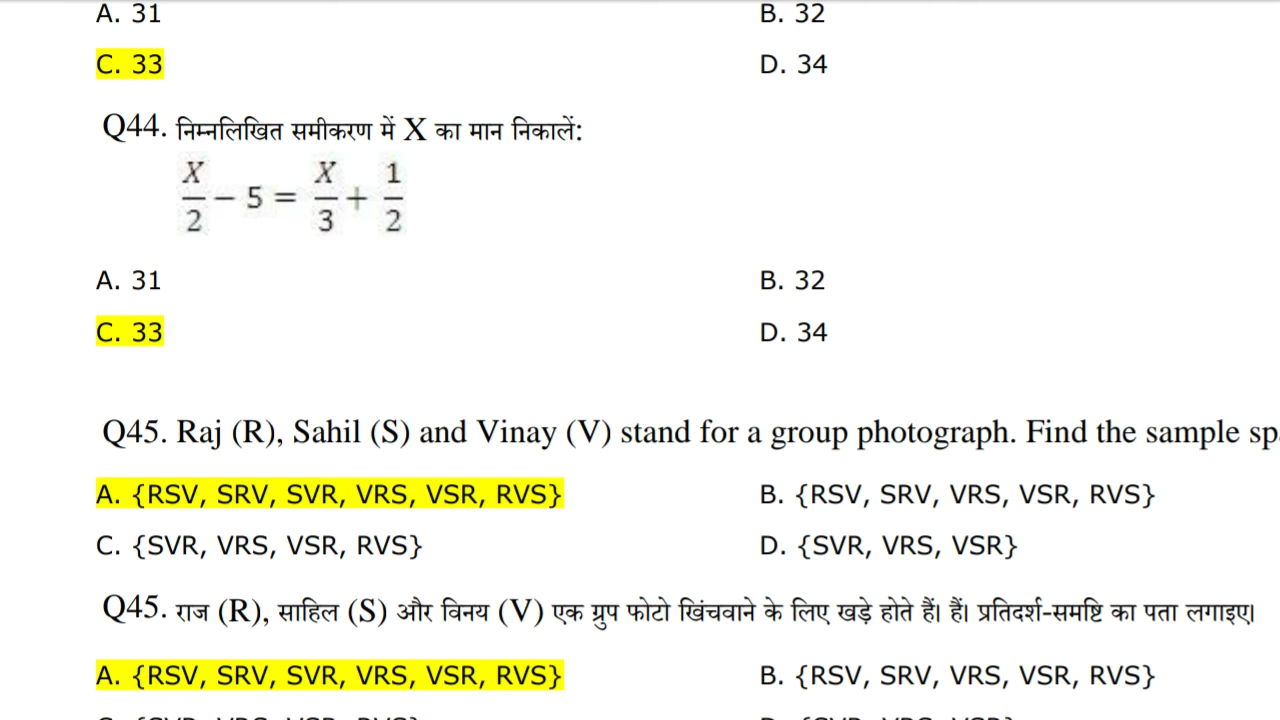 A. 31 B. 32
C. 33 D. 34
Q44. निम्नलिखित समीकरण में X का मान निकालें:
X/2 − 5 = X/3 + 1/2
A. 31 B. 32
C. 33 D. 34
Q45. Raj (R), Sahil (S) and Vinay (V) stand for a group photograph. Find the sample
A. {RSV, SRV, SVR, VRS, VSR, RVS} B. {RSV, SRV, VRS, VSR, RVS}
C. {SVR, VRS, VSR, RVS} D. {SVR, VRS, VSR}
Q45. राज (R), साहिल (S) और विनय (V) एक ग्रुप फोटो खिंचवाने के लिए खड़े होते हैं। हैं। प्रतिदर्श-समष्टि का पता लगाइए।
A. {RSV, SRV, SVR, VRS, VSR, RVS} B. {RSV, SRV, VRS, VSR, RVS}